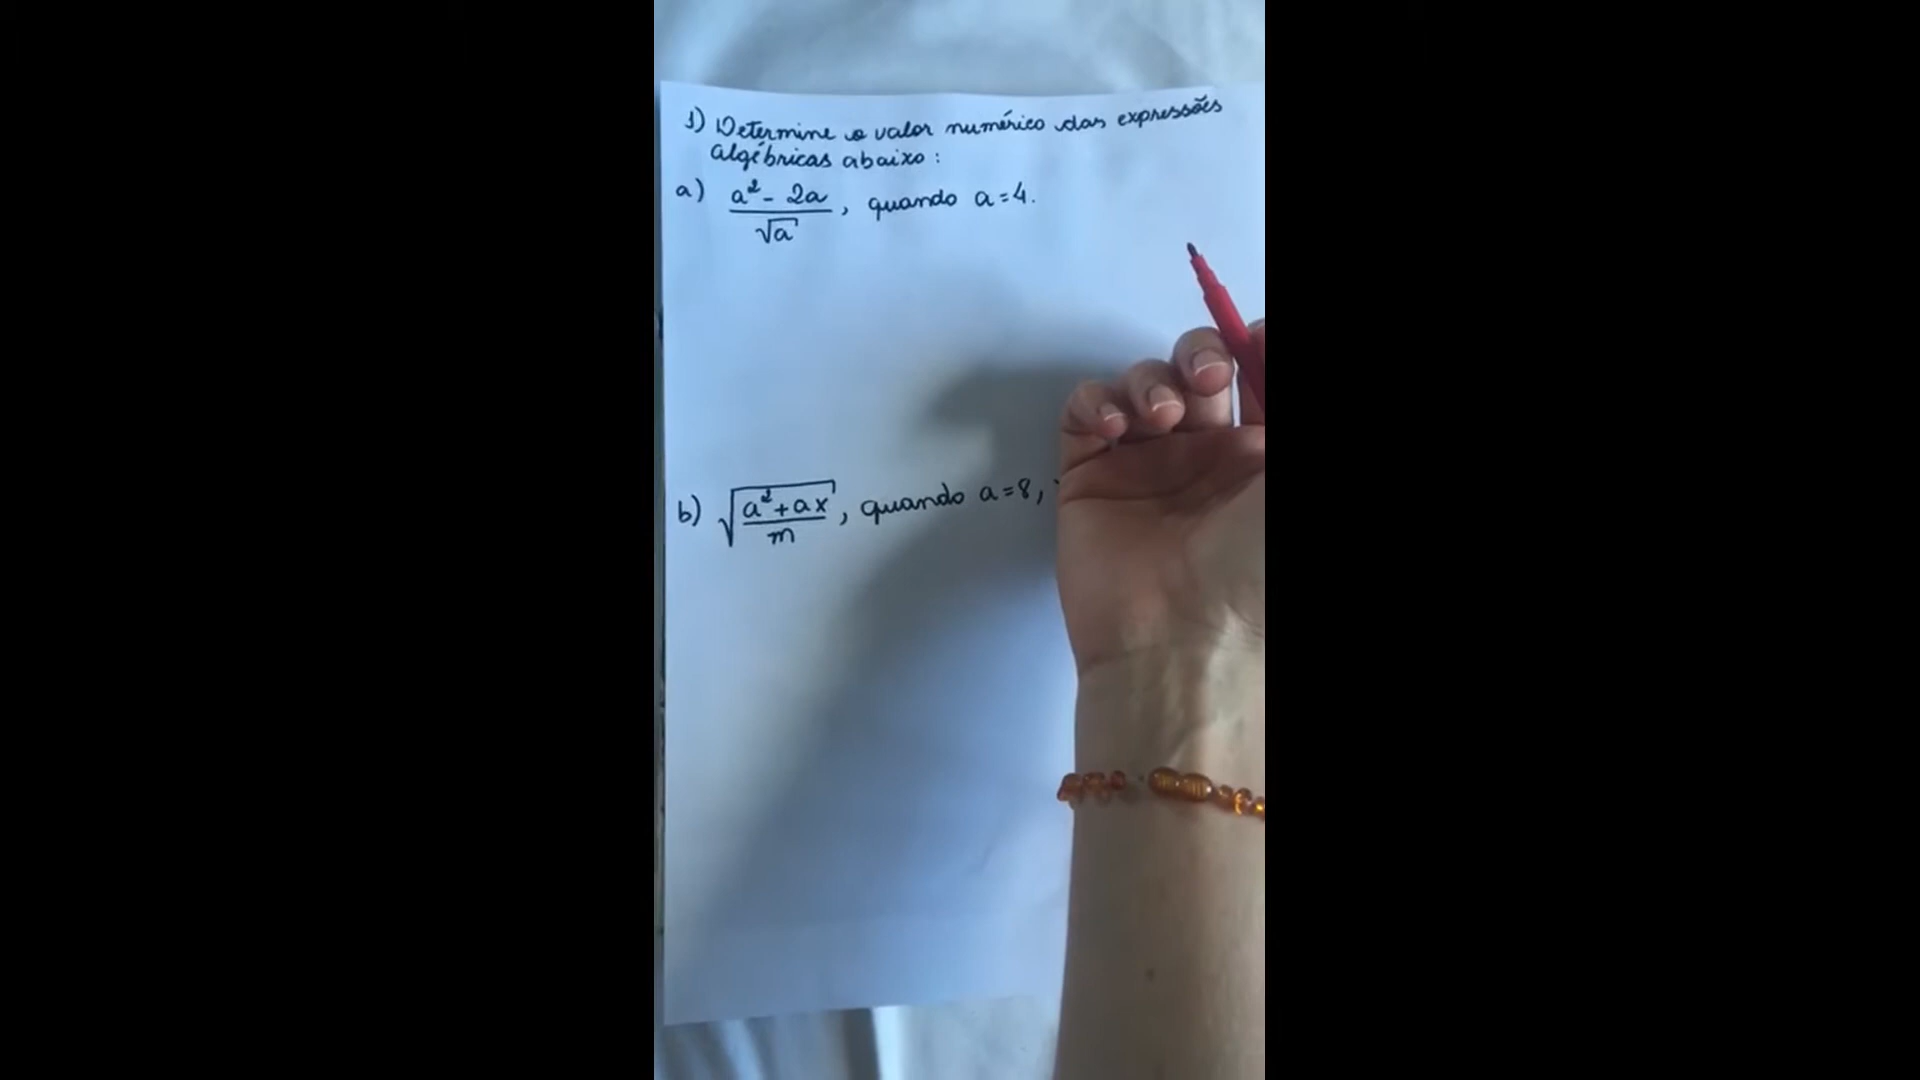 1) Determine o valor numérico das expressões
algébricas abaixo:
a) a² - 2a / √a, quando a=4.
b) √(a² + ax / m), quando a=8,